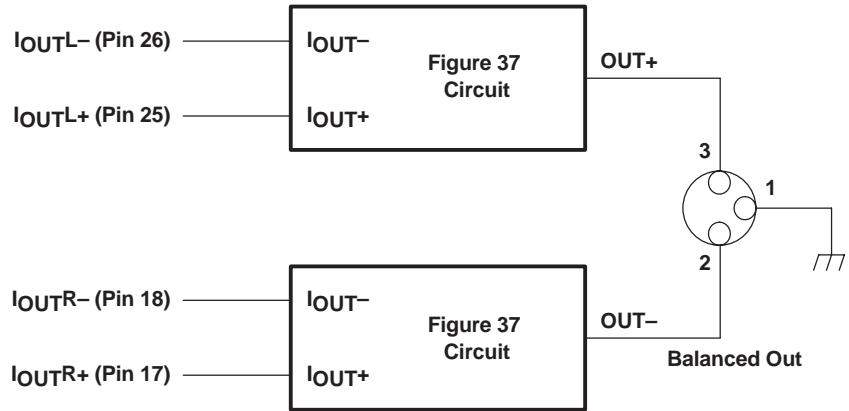 IOUTL– (Pin 26)
IOUT–
Figure 37
Circuit
OUT+
IOUTL+ (Pin 25)
IOUT+
3
1
2
IOUTR– (Pin 18)
IOUT–
Figure 37
Circuit
OUT–
Balanced Out
IOUTR+ (Pin 17)
IOUT+